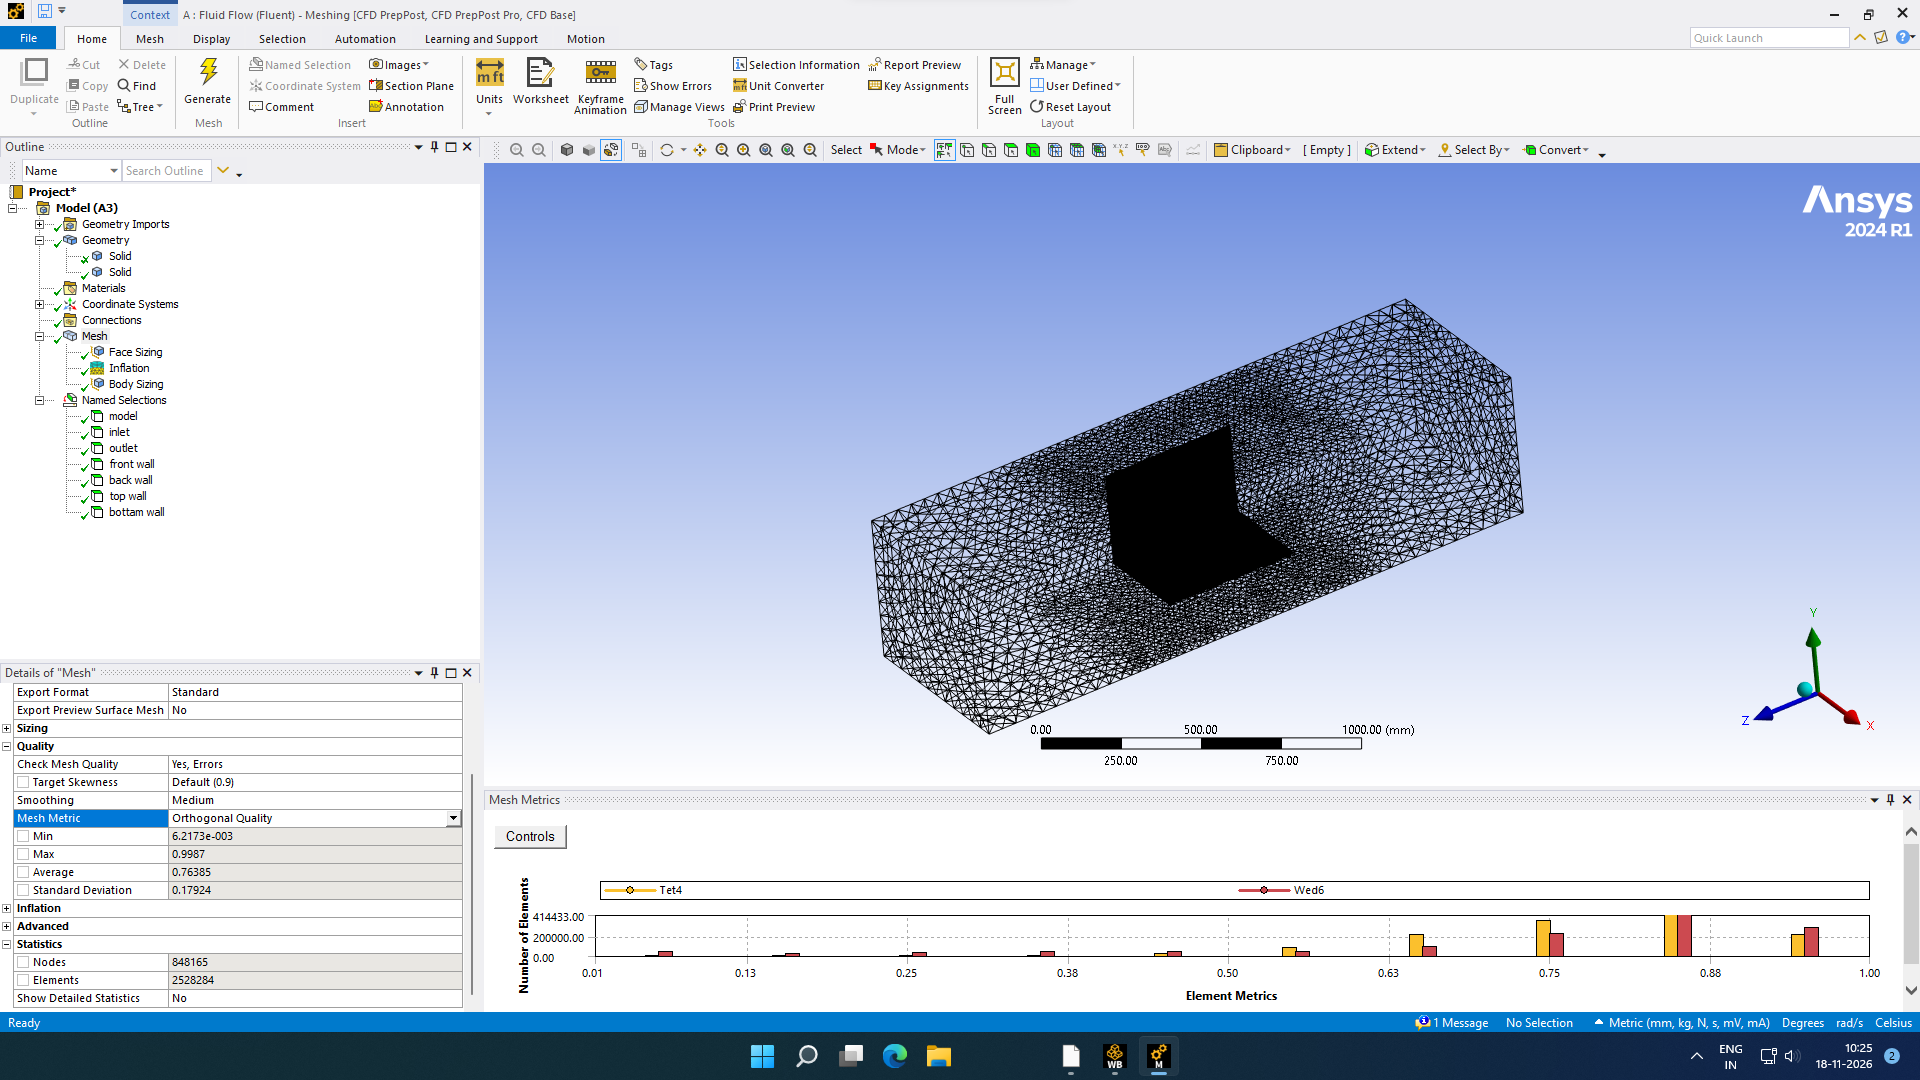 Context
A : Fluid Flow (Fluent) - Meshing [CFD PrepPost, CFD PrepPost Pro, CFD Base]
File
Home
Mesh
Display
Selection
Automation
Learning and Support
Motion
Quick Launch
Duplicate
Cut
Copy
Paste
Delete
Find
Tree
Outline
Generate
Mesh
Named Selection
Coordinate System
Comment
Images
Section Plane
Annotation
Insert
Units
Worksheet
Keyframe
Animation
Tags
Show Errors
Manage Views
Selection Information
Unit Converter
Print Preview
Report Preview
Key Assignments
Tools
Full
Screen
Manage
User Defined
Reset Layout
Layout
Outline
Name
Search Outline
Select
Mode
Clipboard
[ Empty ]
Extend
Select By
Convert
Project*
Model (A3)
Geometry Imports
Geometry
Solid
Solid
Materials
Coordinate Systems
Connections
Mesh
Face Sizing
Inflation
Body Sizing
Named Selections
model
inlet
outlet
front wall
back wall
top wall
bottam wall
Ansys
2024 R1
Y
Z
X
0.00
500.00
1000.00 (mm)
250.00
750.00
Details of "Mesh"
Export Format Standard
Export Preview Surface Mesh No
Sizing
Quality
Check Mesh Quality Yes, Errors
Target Skewness Default (0.9)
Smoothing Medium
Mesh Metric Orthogonal Quality
Min 6.2173e-003
Max 0.9987
Average 0.76385
Standard Deviation 0.17924
Inflation
Advanced
Statistics
Nodes 848165
Elements 2528284
Show Detailed Statistics No
Mesh Metrics
Controls
Tet4
Wed6
Number of Elements
414433.00
200000.00
0.00
0.01
0.13
0.25
0.38
0.50
0.63
0.75
0.88
1.00
Element Metrics
Ready
1 Message
No Selection
Metric (mm, kg, N, s, mV, mA)
Degrees
rad/s
Celsius
WB
M
ENG
IN
10:25
18-11-2026
2